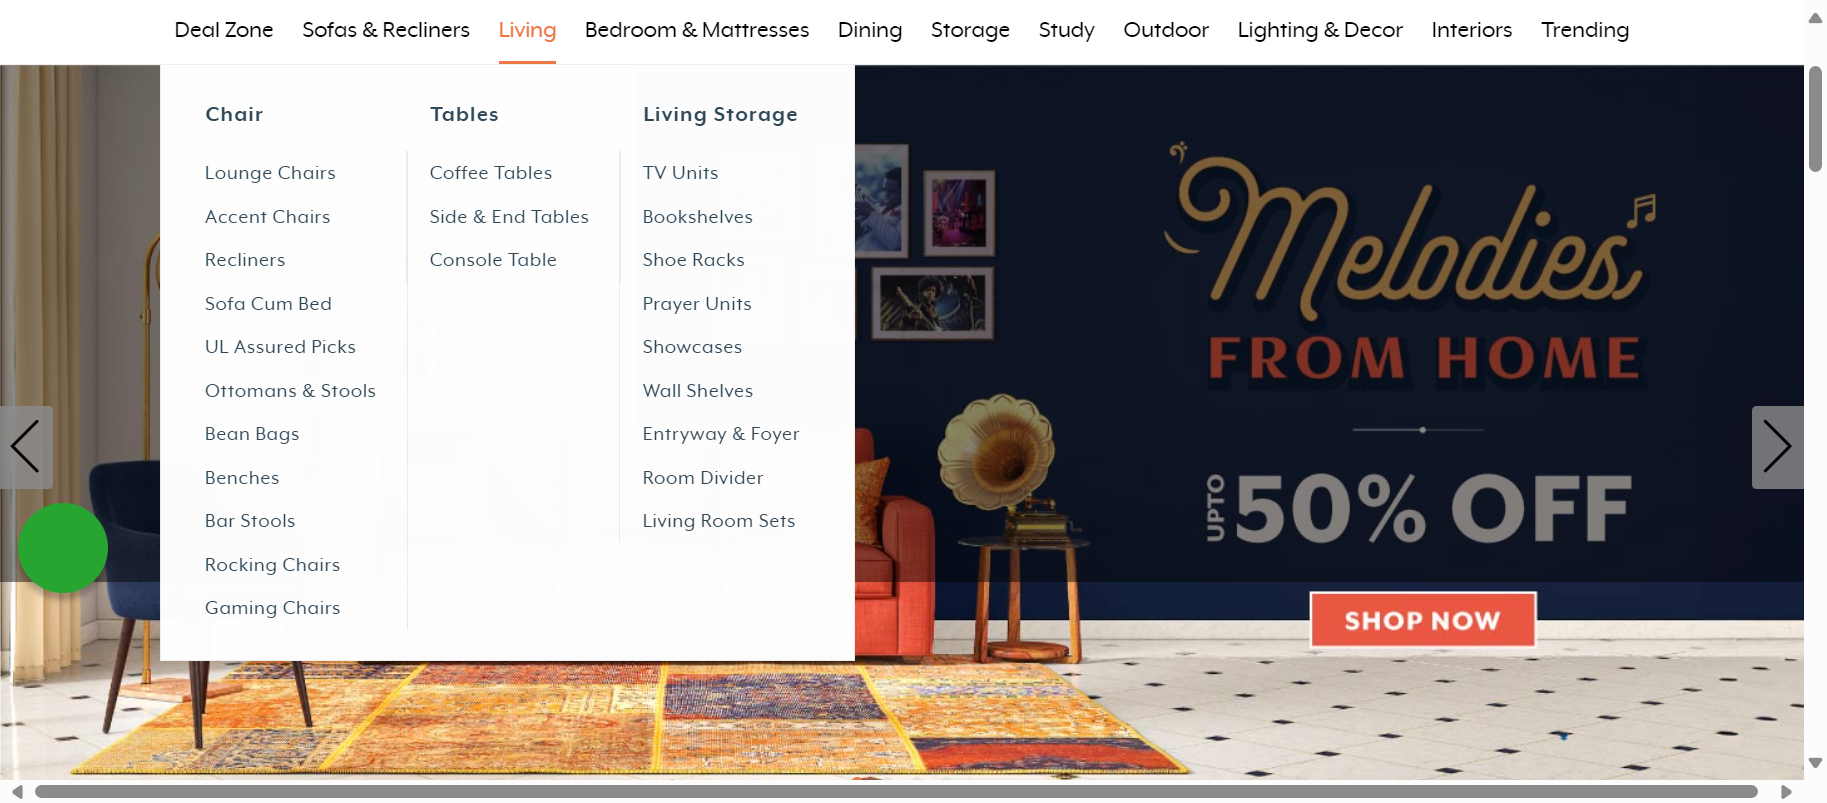 Deal Zone Sofas & Recliners Living Bedroom & Mattresses Dining Storage Study Outdoor Lighting & Decor Interiors Trending
Chair
Lounge Chairs
Accent Chairs
Recliners
Sofa Cum Bed
UL Assured Picks
Ottomans & Stools
Bean Bags
Benches
Bar Stools
Rocking Chairs
Gaming Chairs
Tables
Coffee Tables
Side & End Tables
Console Table
Living Storage
TV Units
Bookshelves
Shoe Racks
Prayer Units
Showcases
Wall Shelves
Entryway & Foyer
Room Divider
Living Room Sets
Melodies
FROM HOME
UPTO 50% OFF
SHOP NOW